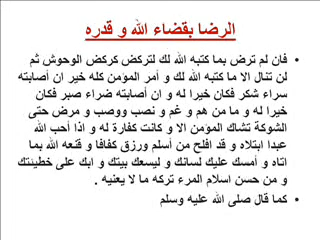 الرضا بقضاء الله و قدره
• فان لم ترض بما كتبه الله لك لتركض كركض الوحوش ثم
لن تنال الا ما كتبه الله لك و أمر المؤمن كله خير ان أصابته
سراء شكر فكان خيرا له و ان أصابته ضراء صبر فكان
خيرا له و ما من هم و غم و نصب ووصب و مرض حتى
الشوكة تشاك المؤمن الا و كانت كفارة له و اذا أحب الله
عبدا ابتلاه و قد افلح من أسلم ورزق كفافا و قنعه الله بما
اتاه و أمسك عليك لسانك و ليسعك بيتك و ابك على خطيئتك
و من حسن اسلام المرء تركه ما لا يعنيه .
• كما قال صلى الله عليه وسلم